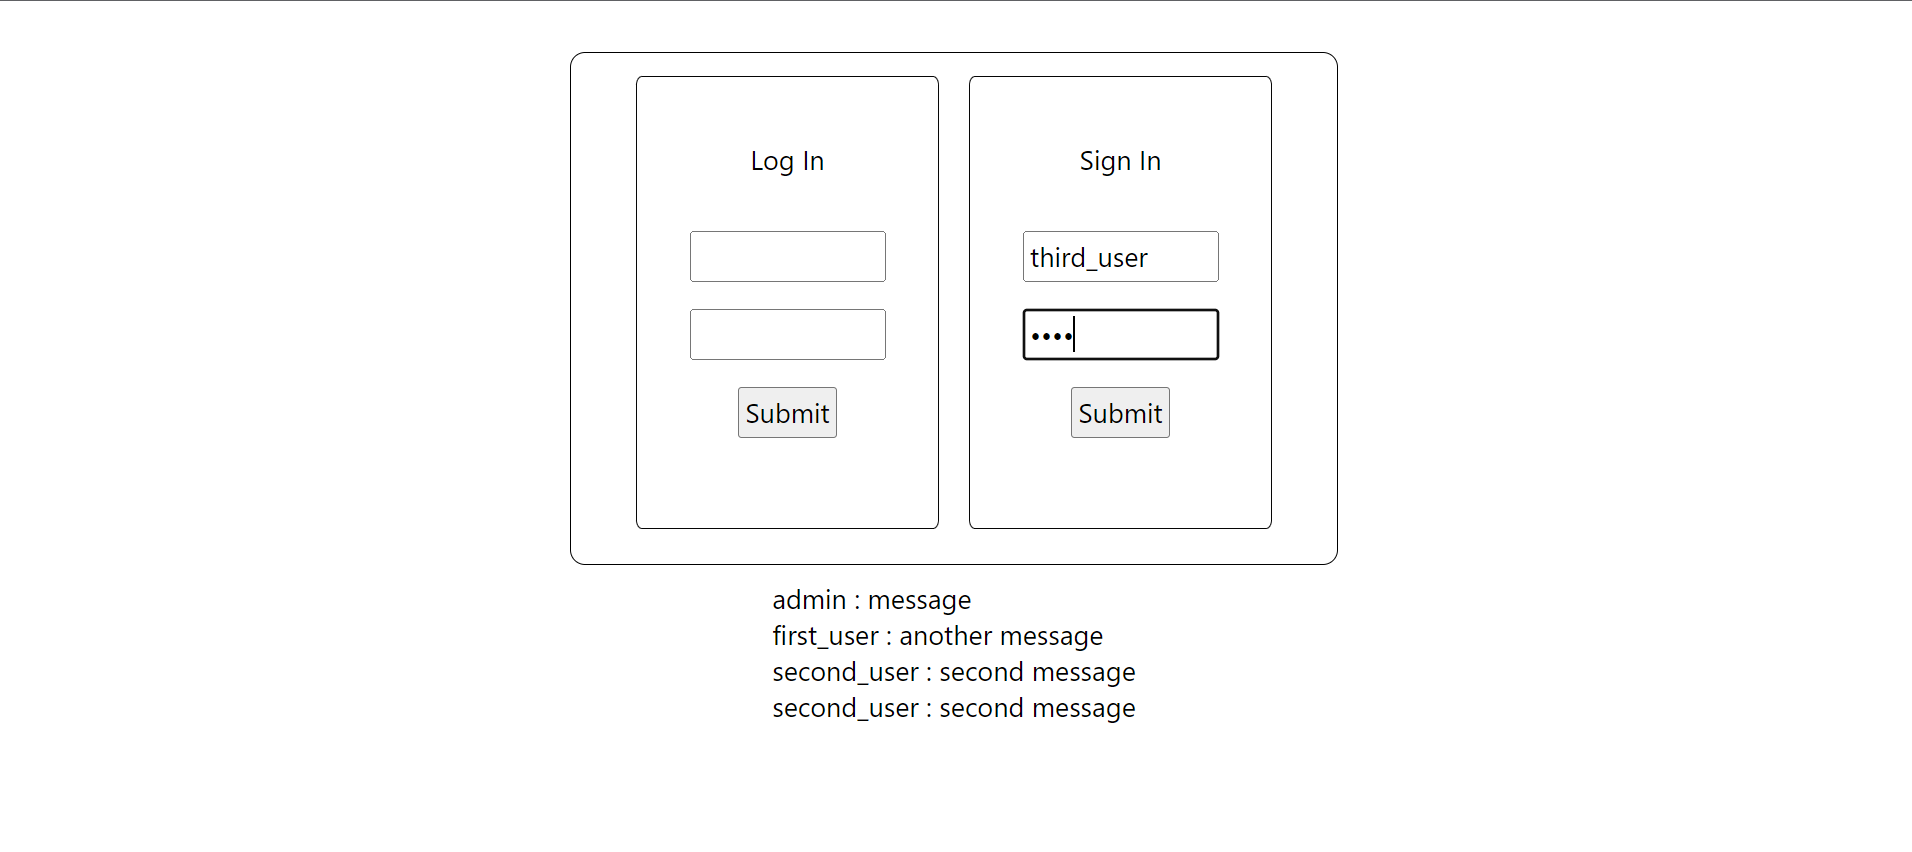 Log In
Submit
Sign In
third_user
••••
Submit
admin : message
first_user : another message
second_user : second message
second_user : second message